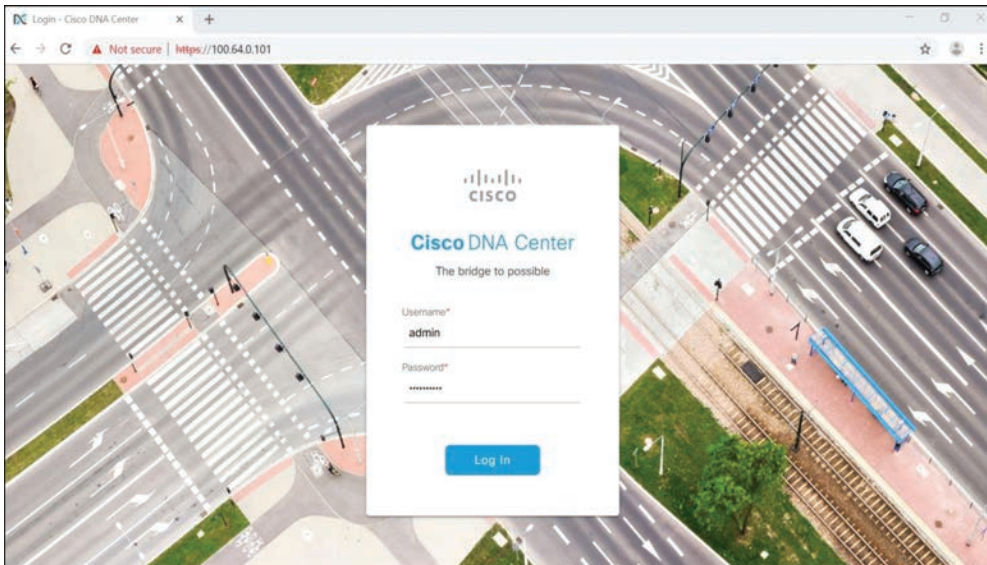 Login - Cisco DNA Center
Not secure | https://100.64.0.101
CISCO
Cisco DNA Center
The bridge to possible
Username*
admin
Password*
••••••••••
Log In